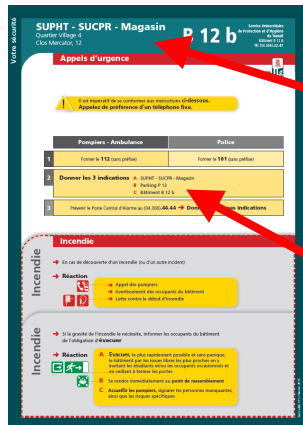 Votre sécurité
SUPHT - SUCPR - Magasin
Quartier Village 4
Clos Mercator, 12
P 12 b
Service Universitaire
de Protection et d'Hygiène
du Travail
Bâtiment B 12 B
Appels d'urgence
Il est impératif de se conformer aux instructions ci-dessous.
Appelez de préférence d'un téléphone fixe.
Pompiers - Ambulance
Police
1 Former le 112 (sans préfixe) Former le 101 (sans préfixe)
2 Donner les 3 indications A SUPHT - SUCPR - Magasin
B Parking P 13
C Bâtiment B 12 b
3 Prévenir le Poste Central d'Alarme au (04.366).44.44 → Donner indications
Incendie
Incendie
→ En cas de découverte d'un incendie (ou d'un autre incident)
→ Réaction
→ Appel des pompiers
→ Avertissement des occupants du bâtiment
→ Lutte contre le début d'incendie
Incendie
→ Si la gravité de l'incendie le nécessite, informer les occupants du bâtiment
de l'obligation d'évacuer
→ Réaction
A Évacuez, le plus rapidement possible et sans panique,
le bâtiment par les issues libres les plus proches en y
invitant les étudiants et/ou les occupants occasionnels et
en veillant à fermer les portes
B Se rendre immédiatement au point de rassemblement
C Accueillir les pompiers, signaler les personnes manquantes,
ainsi que les risques spécifiques